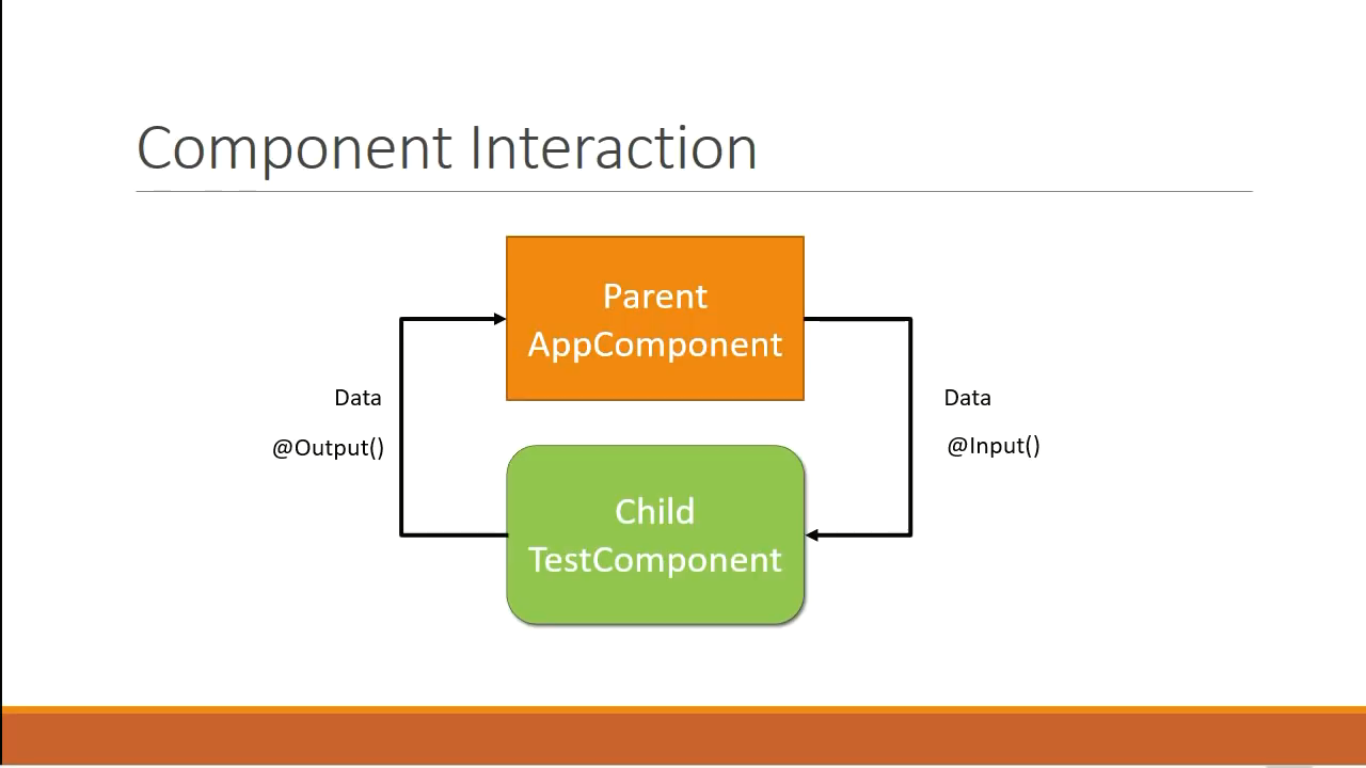 Component Interaction
Parent
AppComponent
Data
@Output()
Data
@Input()
Child
TestComponent